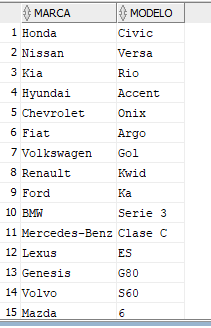 MARCA MODELO
1 Honda Civic
2 Nissan Versa
3 Kia Rio
4 Hyundai Accent
5 Chevrolet Onix
6 Fiat Argo
7 Volkswagen Gol
8 Renault Kwid
9 Ford Ka
10 BMW Serie 3
11 Mercedes-Benz Clase C
12 Lexus ES
13 Genesis G80
14 Volvo S60
15 Mazda 6